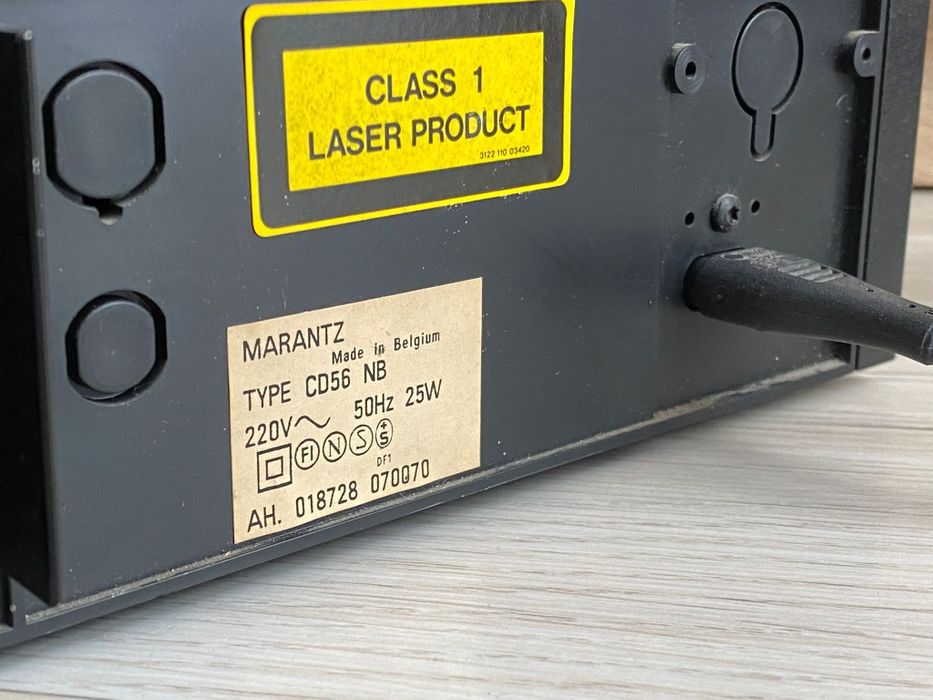 CLASS 1
LASER PRODUCT
3122 110 03420
MARANTZ
Made in Belgium
TYPE CD56 NB
220V~ 50Hz 25W
FI N S +S
DF1
AH. 018728 070070